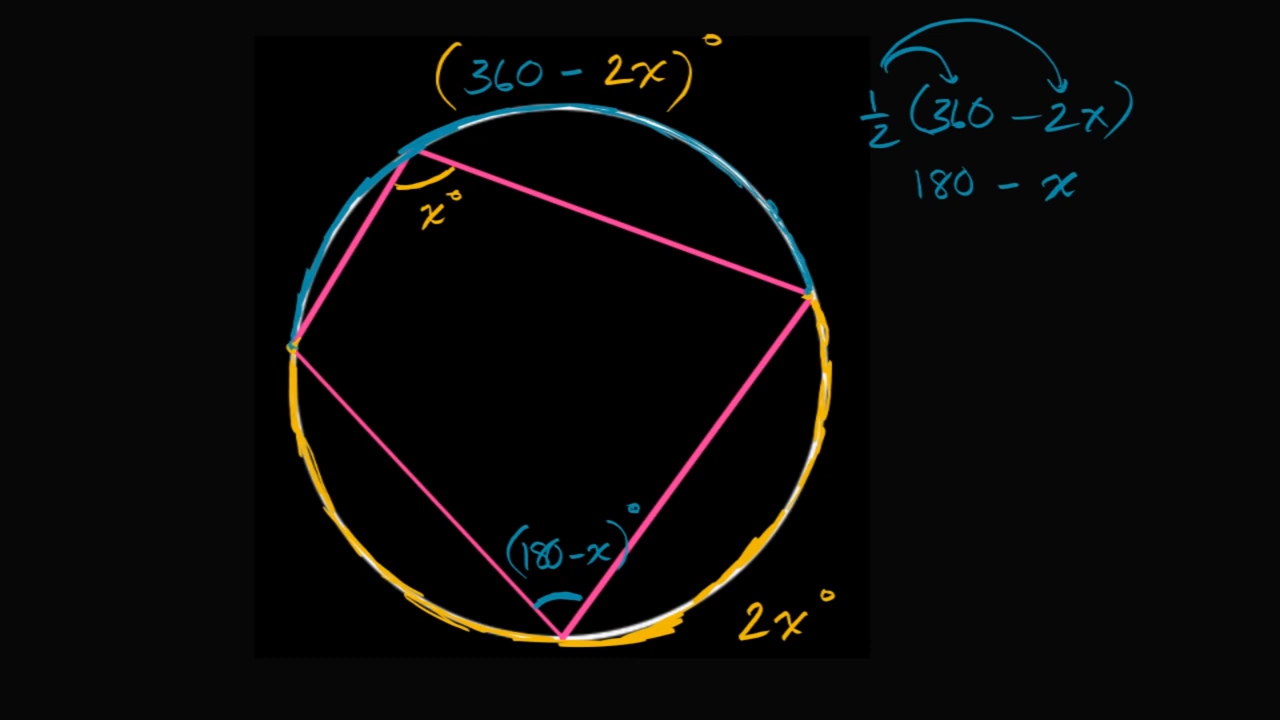 (360 - 2x)°
1/2 (360 - 2x)
180 - x
x°
(180 - x)°
2x°